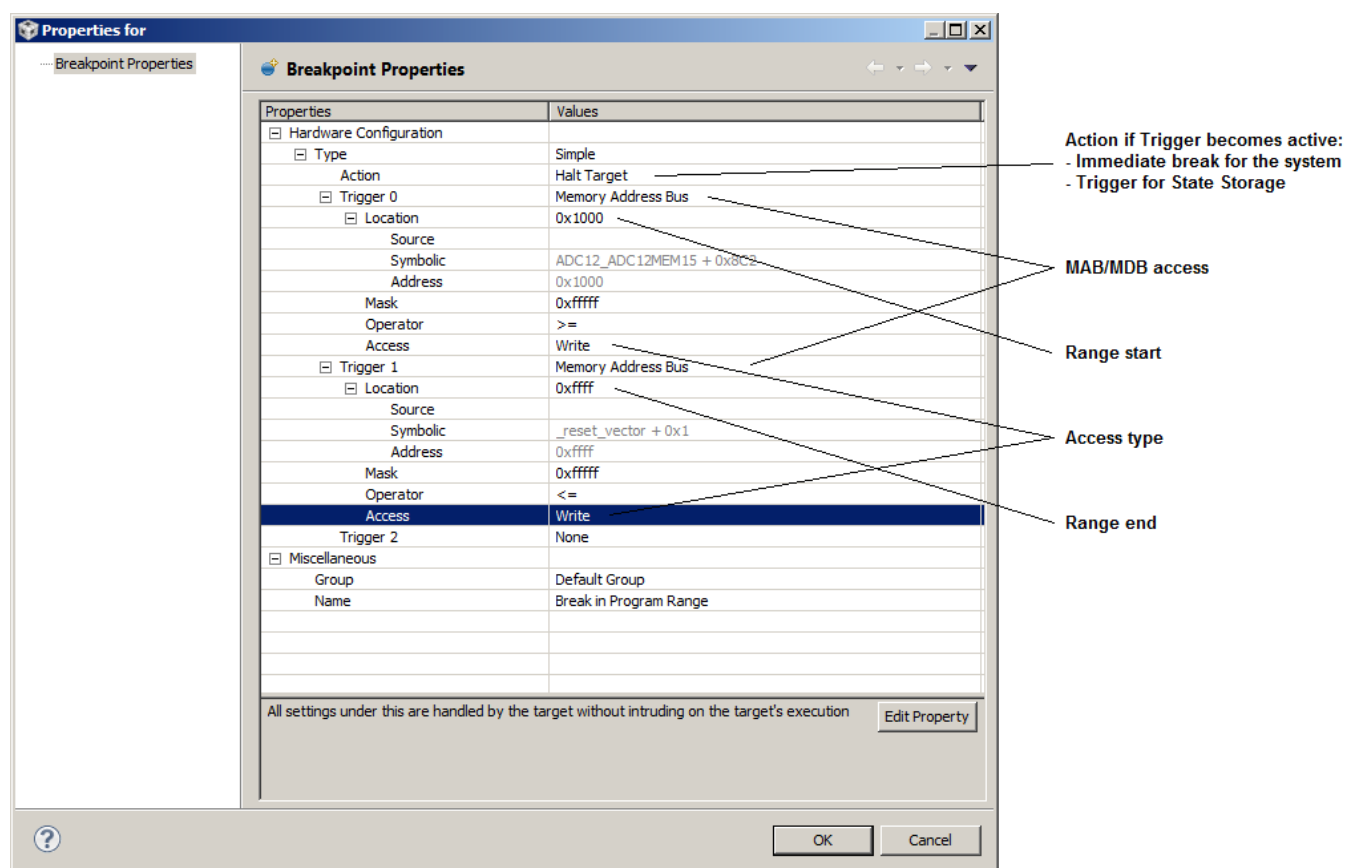 Properties for
Breakpoint Properties
Breakpoint Properties
Properties Values
Hardware Configuration
Type Simple
Action Halt Target
Trigger 0 Memory Address Bus
Location 0x1000
Source
Symbolic ADC12_ADC12MEM15 + 0x8C2
Address 0x1000
Mask 0xfffff
Operator >=
Access Write
Trigger 1 Memory Address Bus
Location 0xffff
Source
Symbolic _reset_vector + 0x1
Address 0xffff
Mask 0xfffff
Operator <=
Access Write
Trigger 2 None
Miscellaneous
Group Default Group
Name Break in Program Range
All settings under this are handled by the target without intruding on the target's execution
Edit Property
OK Cancel
Action if Trigger becomes active:
- Immediate break for the system
- Trigger for State Storage
MAB/MDB access
Range start
Access type
Range end